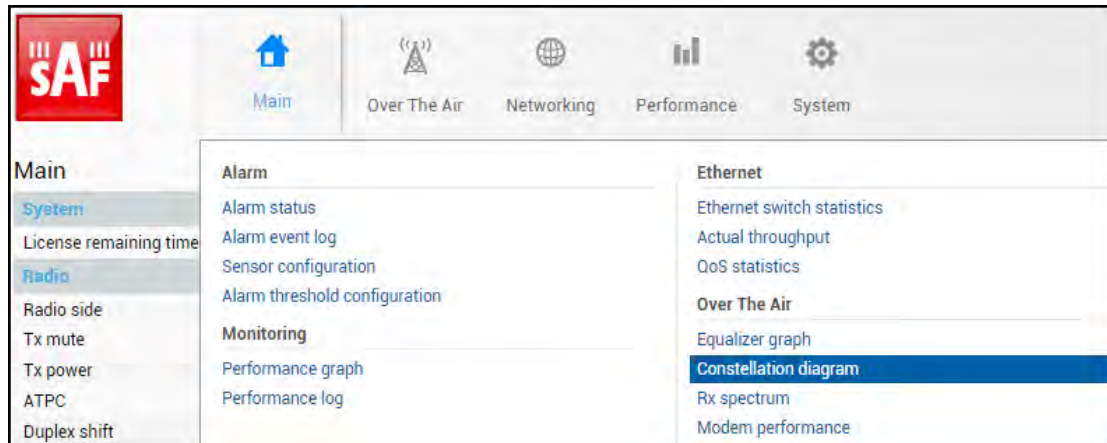 SAF
Main
Over The Air
Networking
Performance
System
Main
System
License remaining time
Radio
Radio side
Tx mute
Tx power
ATPC
Duplex shift
Alarm
Alarm status
Alarm event log
Sensor configuration
Alarm threshold configuration
Monitoring
Performance graph
Performance log
Ethernet
Ethernet switch statistics
Actual throughput
QoS statistics
Over The Air
Equalizer graph
Constellation diagram
Rx spectrum
Modem performance